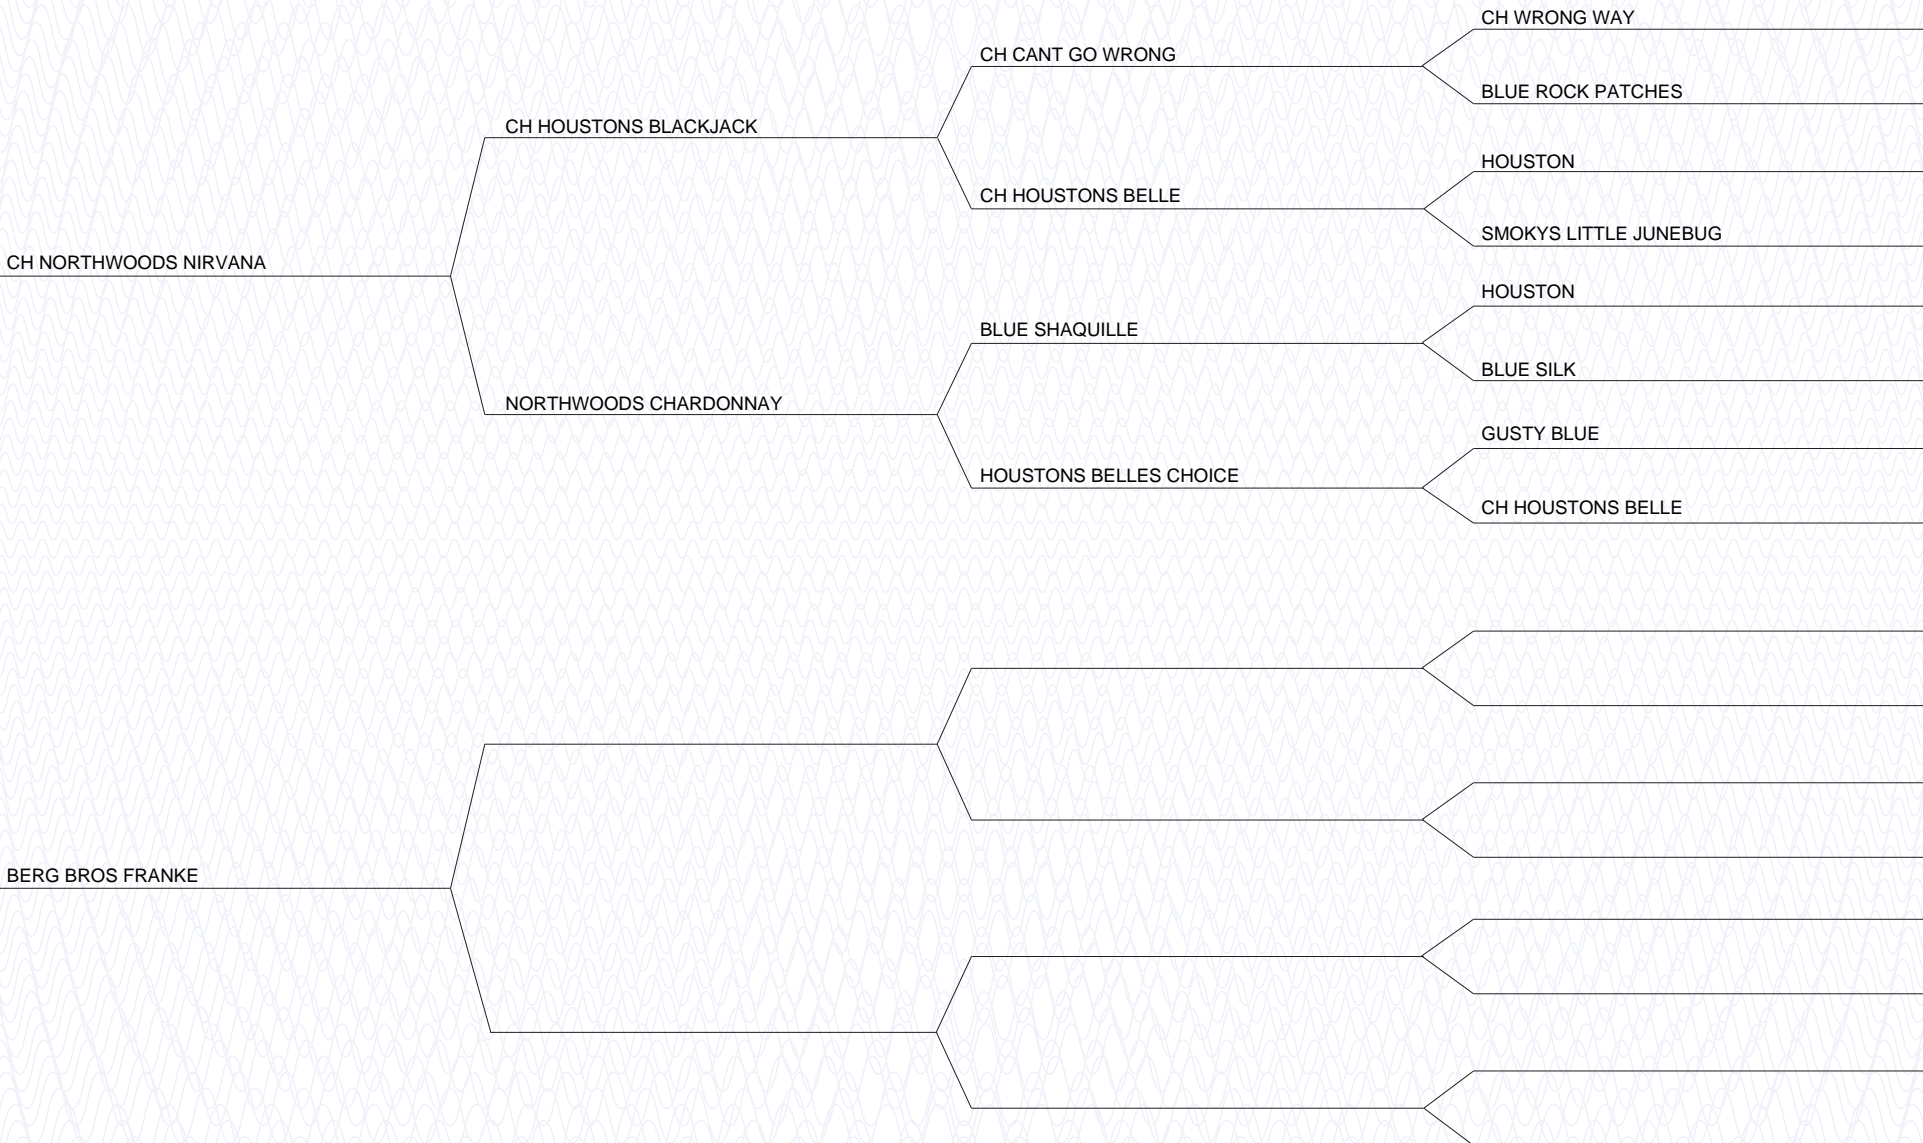 CH WRONG WAY
CH CANT GO WRONG
BLUE ROCK PATCHES
CH HOUSTONS BLACKJACK
HOUSTON
CH HOUSTONS BELLE
SMOKYS LITTLE JUNEBUG
CH NORTHWOODS NIRVANA
HOUSTON
BLUE SHAQUILLE
BLUE SILK
NORTHWOODS CHARDONNAY
GUSTY BLUE
HOUSTONS BELLES CHOICE
CH HOUSTONS BELLE
BERG BROS FRANKE